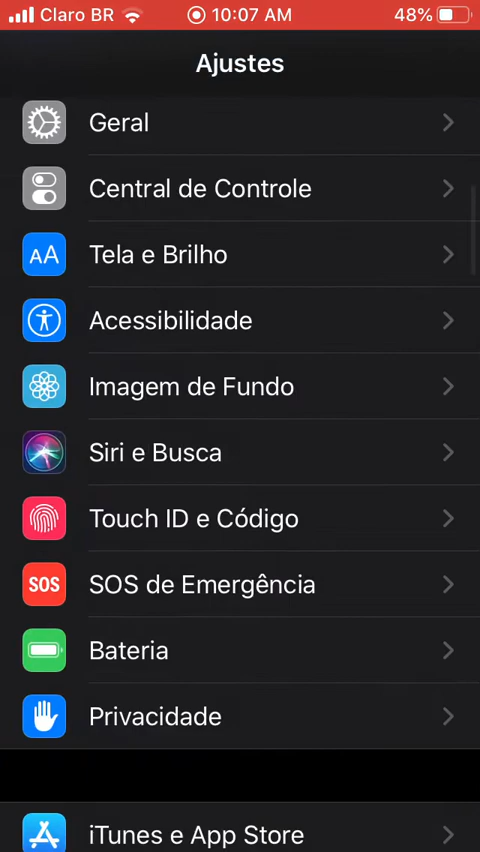 Claro BR 10:07 AM 48%
Ajustes
Geral
Central de Controle
AA Tela e Brilho
Acessibilidade
Imagem de Fundo
Siri e Busca
Touch ID e Código
SOS SOS de Emergência
Bateria
Privacidade
iTunes e App Store